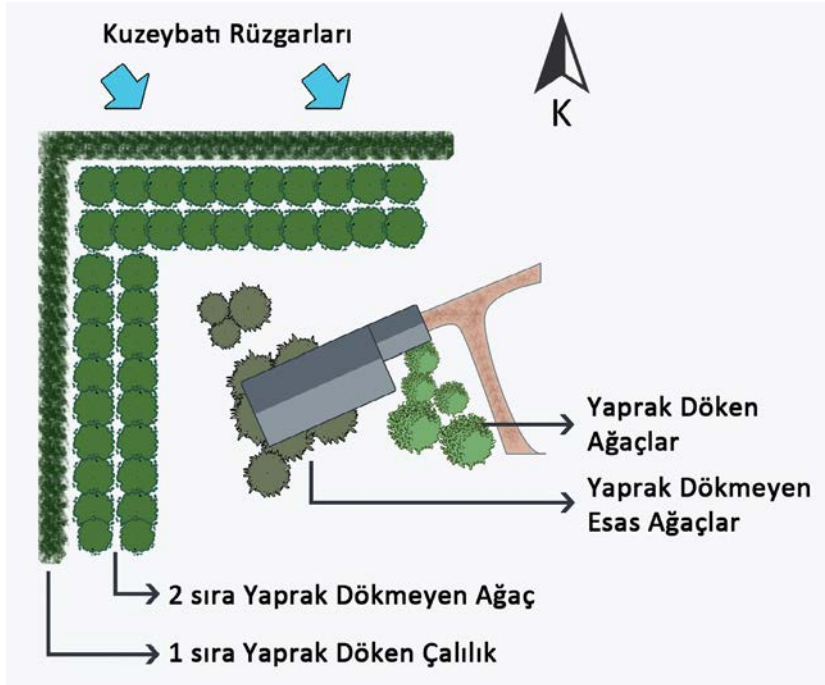 Kuzeybatı Rüzgarları
K
Yaprak Döken
Ağaçlar
Yaprak Dökmeyen
Esas Ağaçlar
2 sıra Yaprak Dökmeyen Ağaç
1 sıra Yaprak Döken Çalılık